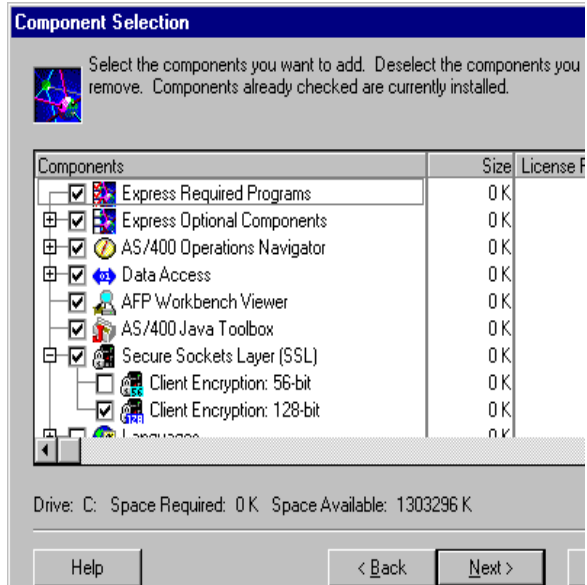 Component Selection
Select the components you want to add. Deselect the components you
remove. Components already checked are currently installed.
Components Size License
Express Required Programs 0 K
Express Optional Components 0 K
AS/400 Operations Navigator 0 K
Data Access 0 K
AFP Workbench Viewer 0 K
AS/400 Java Toolbox 0 K
Secure Sockets Layer (SSL) 0 K
Client Encryption: 56-bit 0 K
Client Encryption: 128-bit 0 K
Languages 0 K
Drive: C: Space Required: 0 K Space Available: 1303296 K
Help < Back Next >